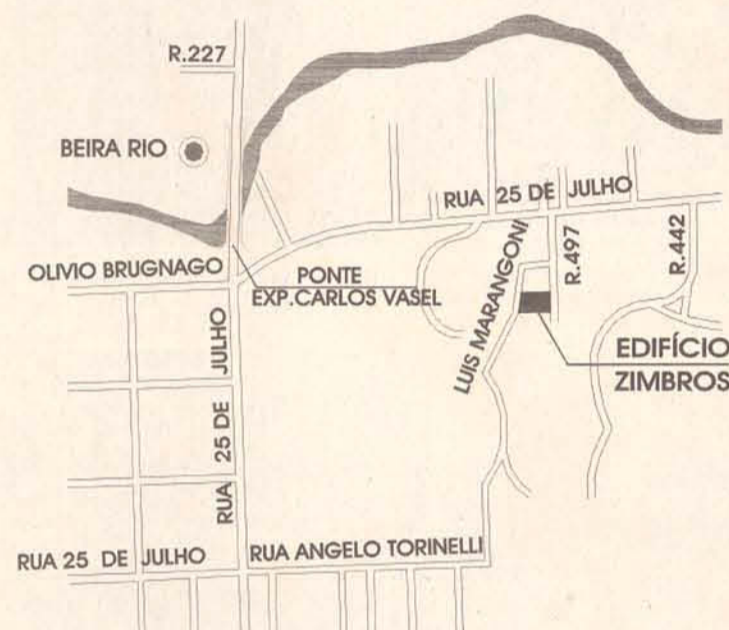 R.227
BEIRA RIO
RUA 25 DE JULHO
R.497
R.442
OLIVIO BRUGNAGO
PONTE
EXP.CARLOS VASEL
LUIS MARANGONI
EDIFÍCIO
ZIMBROS
RUA 25 DE JULHO
RUA 25 DE JULHO
RUA ANGELO TORINELLI